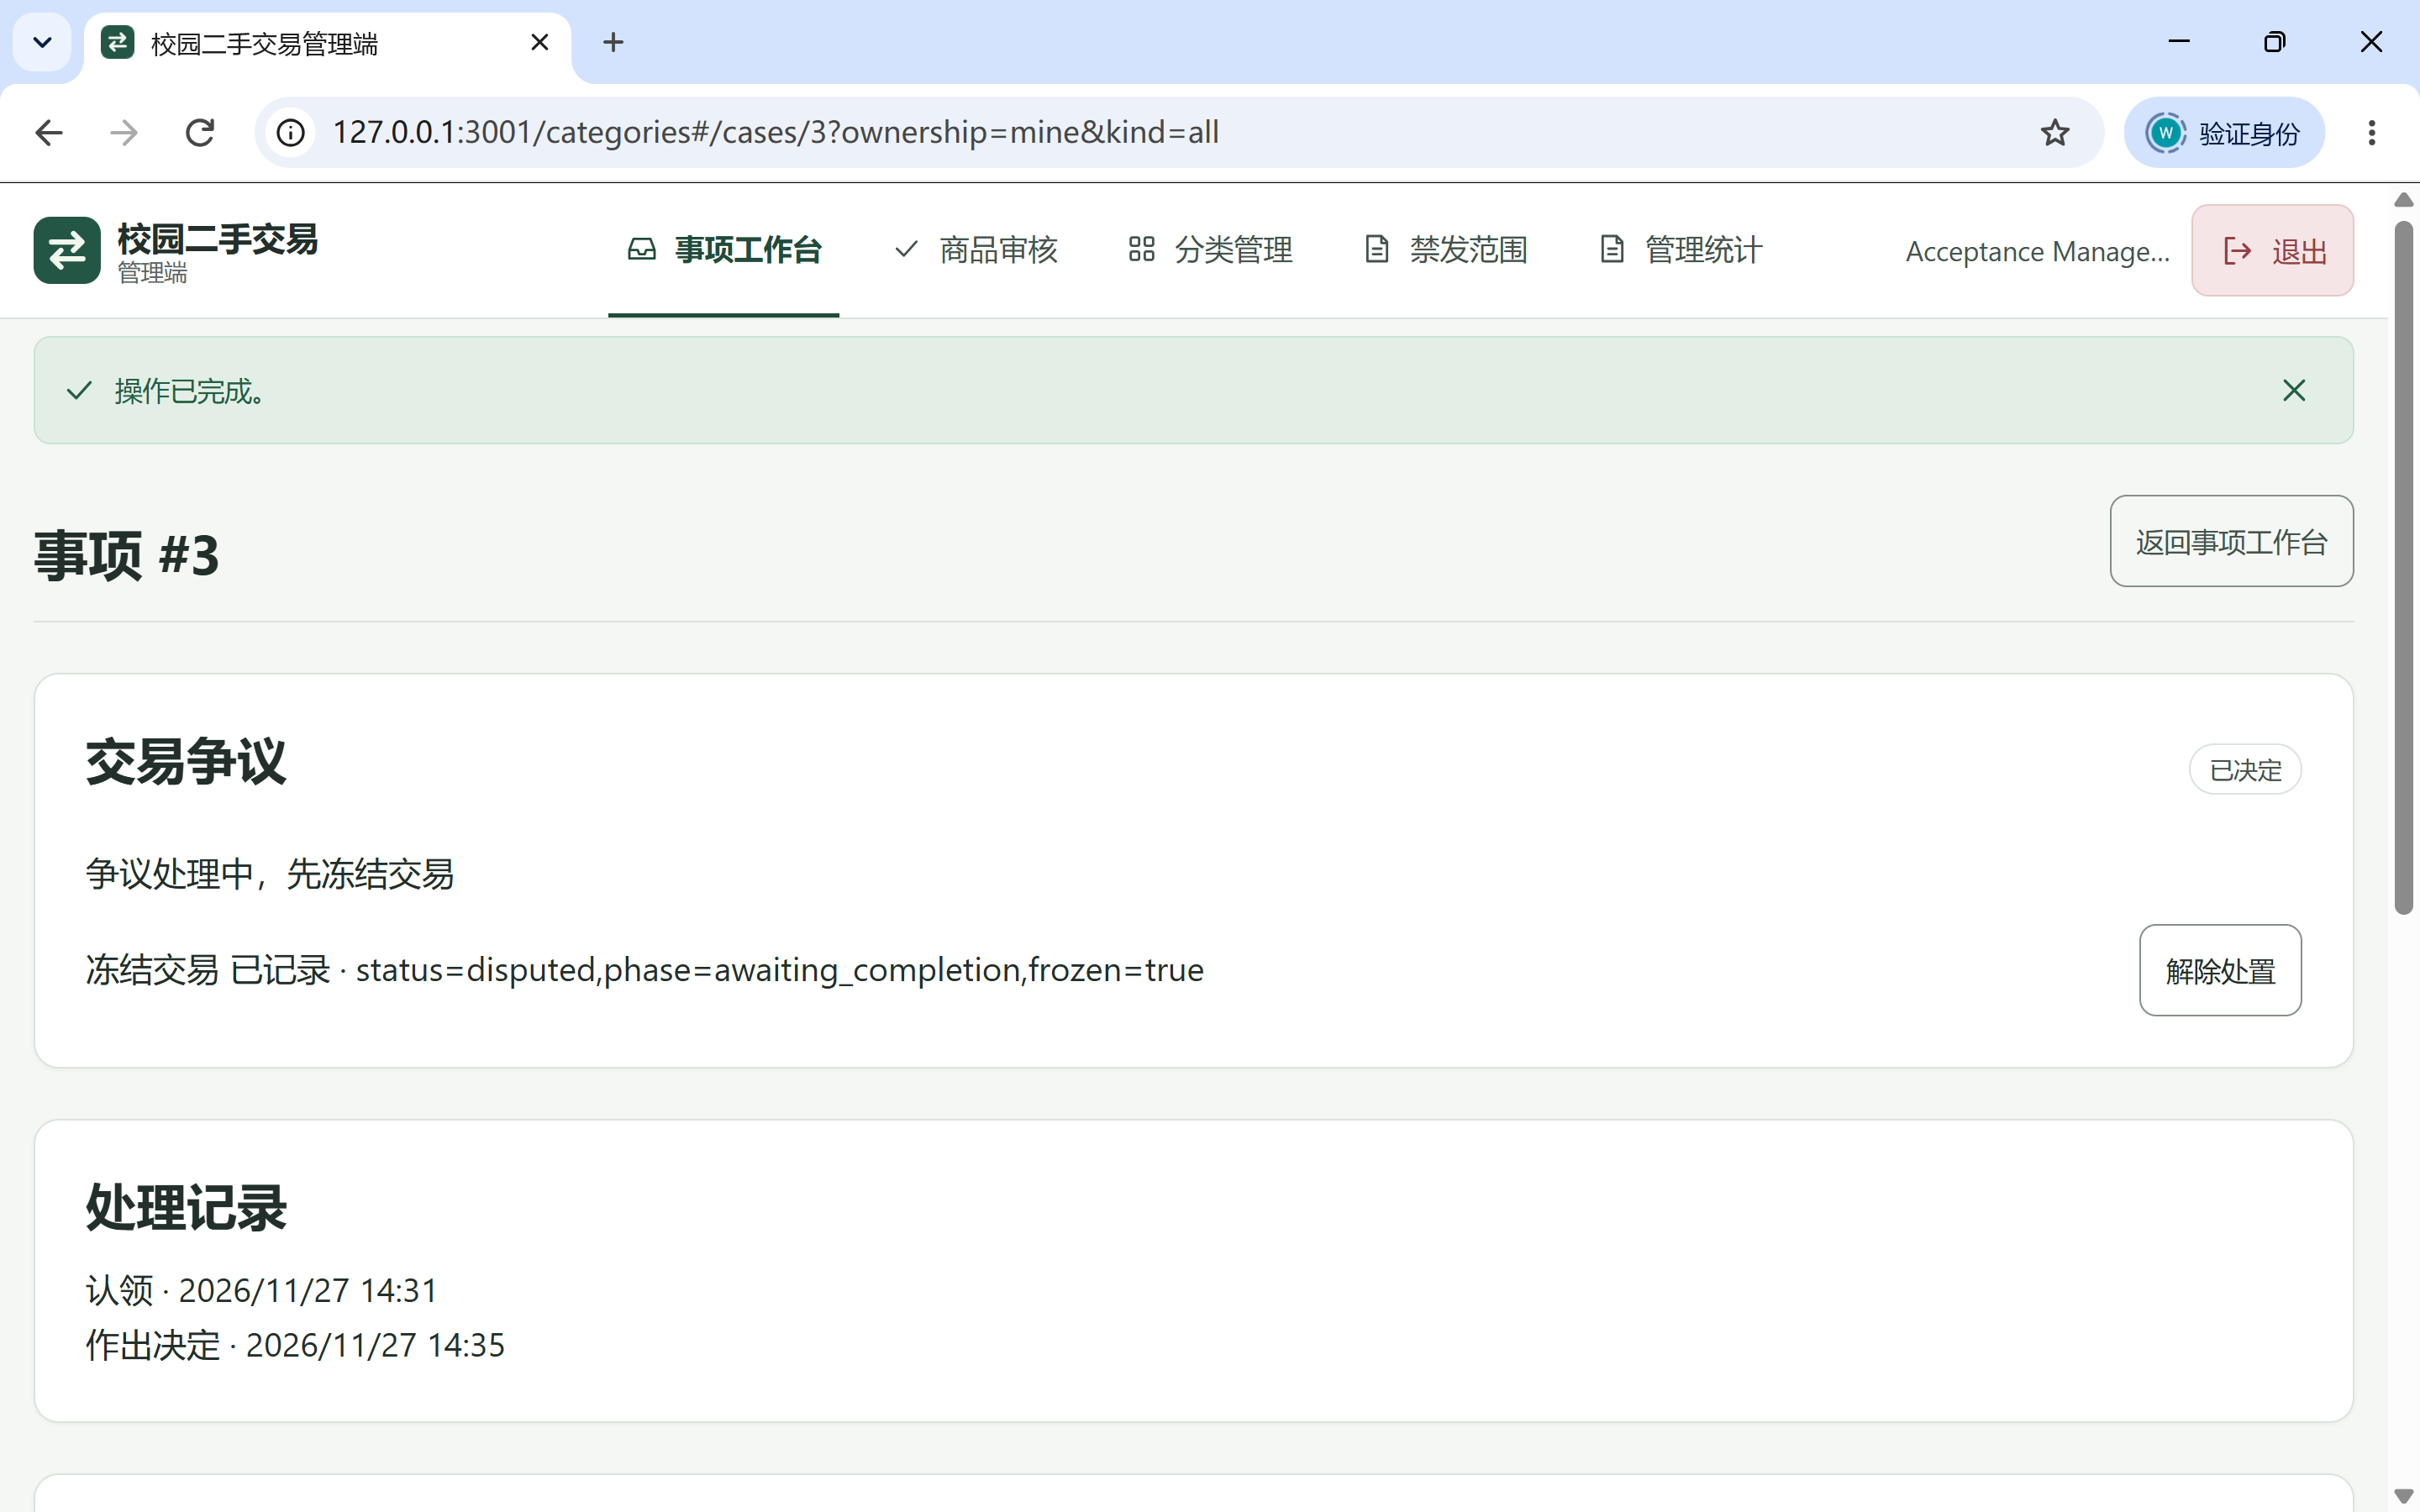 校园二手交易管理端
127.0.0.1:3001/categories#/cases/3?ownership=mine&kind=all
W 验证身份
校园二手交易
管理端
事项工作台
商品审核
分类管理
禁发范围
管理统计
Acceptance Manage...
退出
操作已完成。
事项 #3
返回事项工作台
交易争议
已决定
争议处理中，先冻结交易
冻结交易 已记录 · status=disputed,phase=awaiting_completion,frozen=true
解除处置
处理记录
认领 · 2026/11/27 14:31
作出决定 · 2026/11/27 14:35